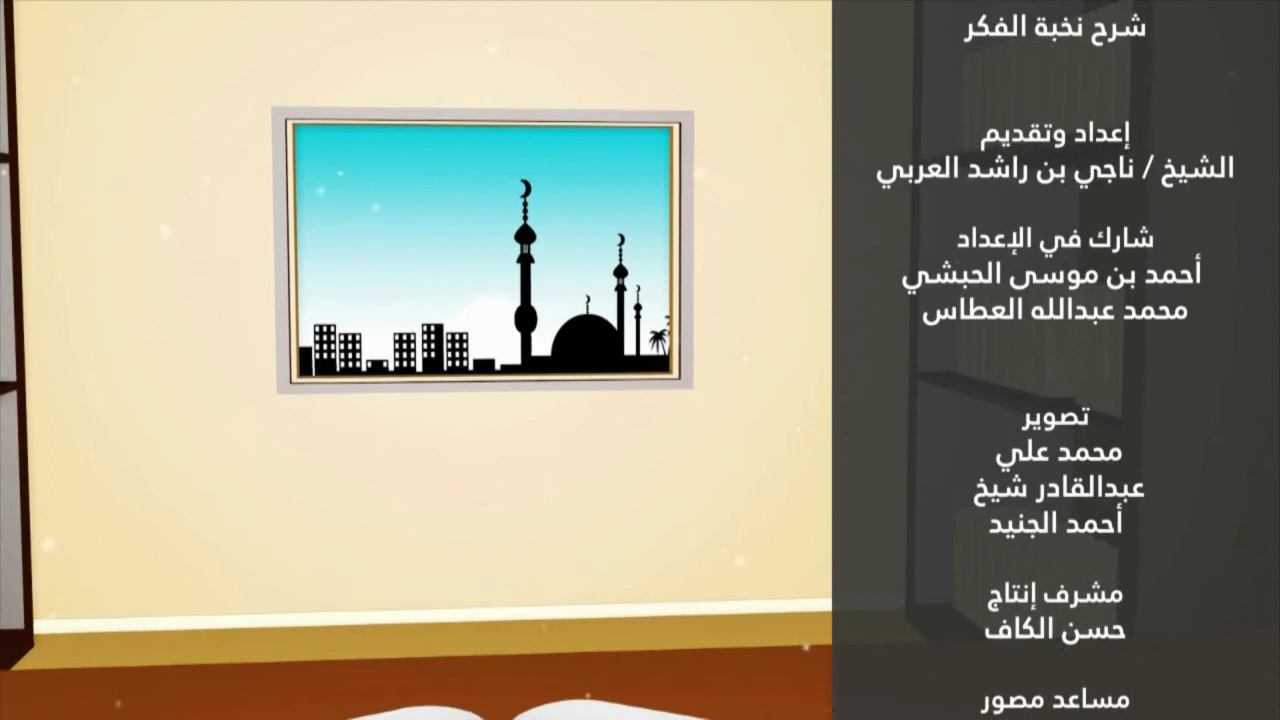 شرح نخبة الفكر
إعداد وتقديم
الشيخ / ناجي بن راشد العربي
شارك في الإعداد
أحمد بن موسى الحبشي
محمد عبدالله العطاس
تصوير
محمد علي
عبدالقادر شيخ
أحمد الجنيد
مشرف إنتاج
حسن الكاف
مساعد مصور